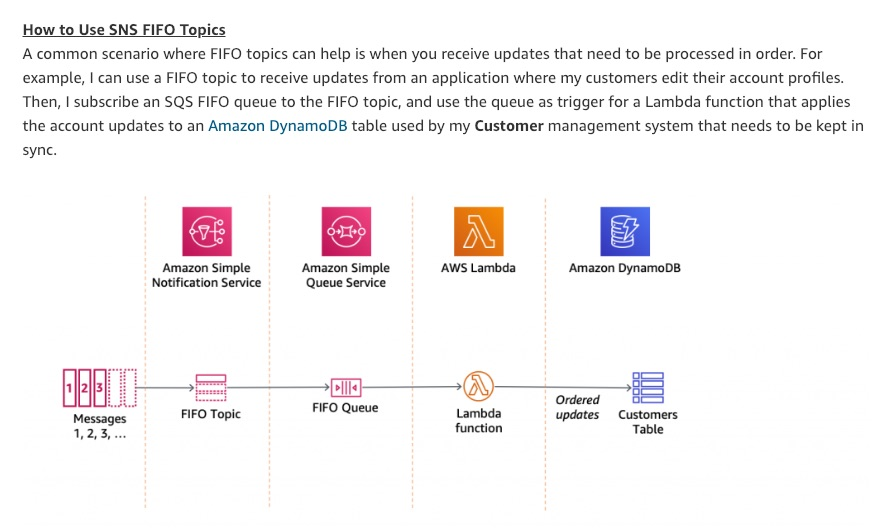 How to Use SNS FIFO Topics
A common scenario where FIFO topics can help is when you receive updates that need to be processed in order. For
example, I can use a FIFO topic to receive updates from an application where my customers edit their account profiles.
Then, I subscribe an SQS FIFO queue to the FIFO topic, and use the queue as trigger for a Lambda function that applies
the account updates to an Amazon DynamoDB table used by my Customer management system that needs to be kept in
sync.
Amazon Simple
Notification Service
Amazon Simple
Queue Service
AWS Lambda
Amazon DynamoDB
1 2 3
Messages
1, 2, 3, ...
FIFO Topic
FIFO Queue
Lambda
function
Ordered
updates
Customers
Table